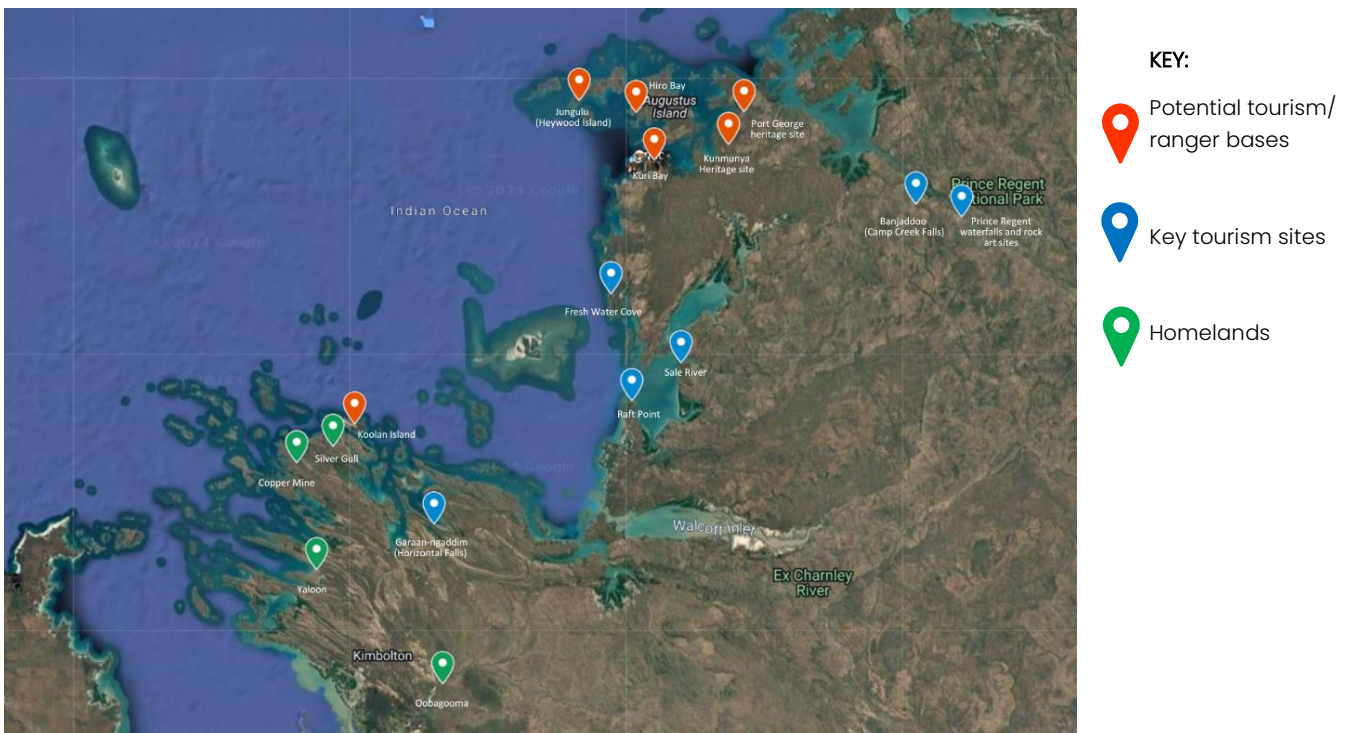 KEY:
Potential tourism/
ranger bases
Key tourism sites
Homelands
Jungulu
(Heywood Island)
Hiro Bay
Augustus
Island
Port George
heritage site
Kunmunya
Heritage site
Kuri Bay
Prince Regent
National Park
Banjaddoo
(Camp Creek Falls)
Prince Regent
waterfalls and rock
art sites
© 2024 Google
Indian Ocean
Fresh Water Cove
Sale River
Raft Point
Koolan Island
Silver Gull
Copper Mine
Garaan-ngaddim
(Horizontal Falls)
Walcott Inlet
Yaloon
Ex Charnley
River
Kimbolton
Oobagooma